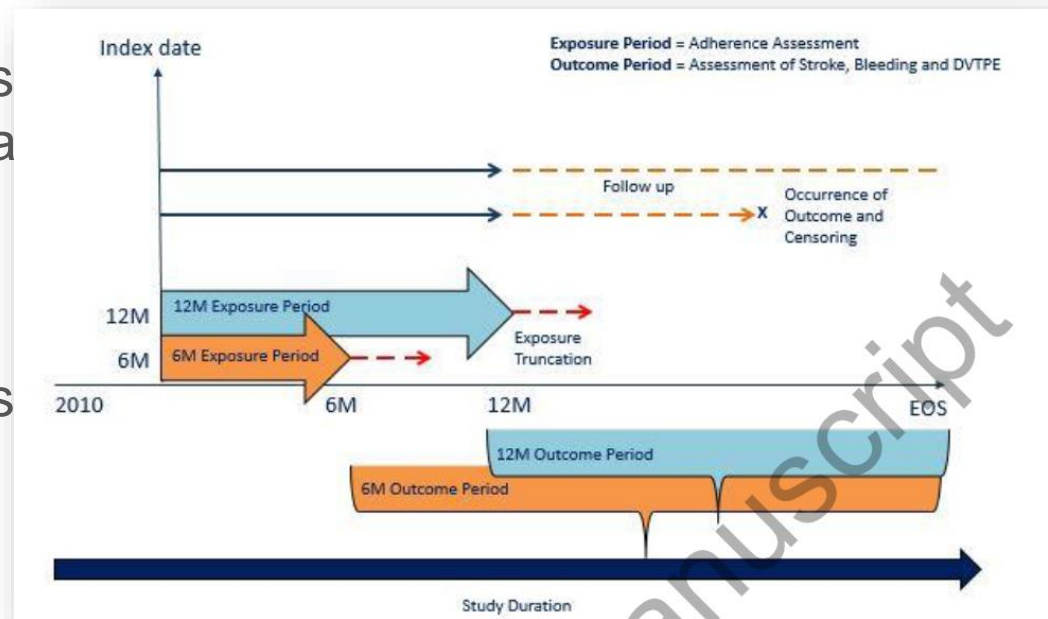 Index date
Exposure Period = Adherence Assessment
Outcome Period = Assessment of Stroke, Bleeding and DVTPE
s
a
Follow up
x
Occurrence of
Outcome and
Censoring
12M
12M Exposure Period
Exposure
Truncation
6M
6M Exposure Period
s
2010
6M
12M
EOS
12M Outcome Period
6M Outcome Period
Study Duration
anuscript